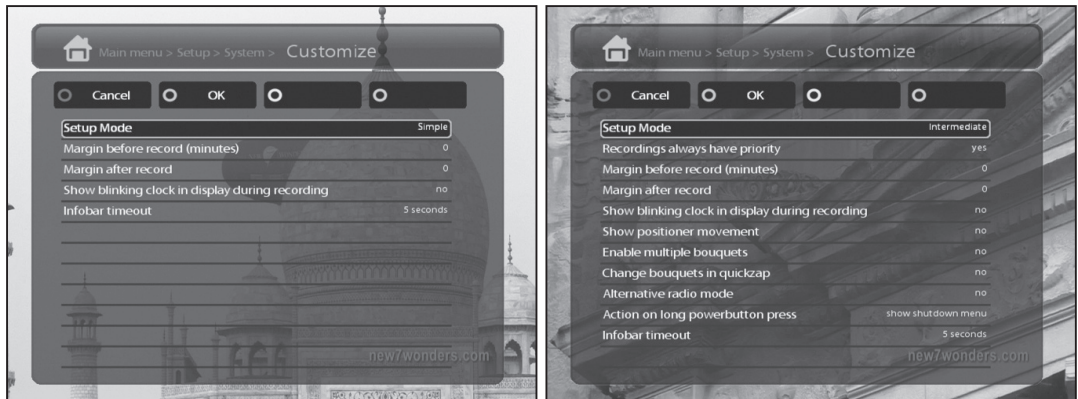 Main menu > Setup > System > Customize
Cancel OK
Setup Mode Simple
Margin before record (minutes) 0
Margin after record 0
Show blinking clock in display during recording no
Infobar timeout 5 seconds
new7wonders.com
Main menu > Setup > System > Customize
Cancel OK
Setup Mode Intermediate
Recordings always have priority yes
Margin before record (minutes) 0
Margin after record 0
Show blinking clock in display during recording no
Show positioner movement no
Enable multiple bouquets no
Change bouquets in quickzap no
Alternative radio mode no
Action on long powerbutton press show shutdown menu
Infobar timeout 5 seconds
new7wonders.com